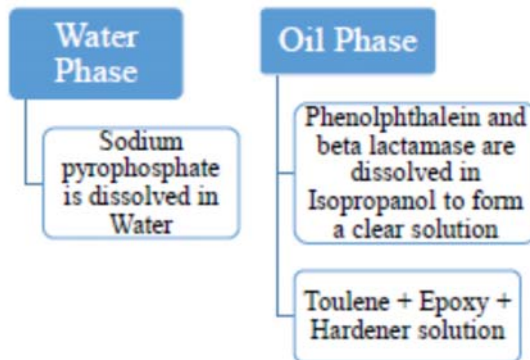 Water
Phase
Sodium
pyrophosphate
is dissolved in
Water
Oil Phase
Phenolphthalein and
beta lactamase are
dissolved in
Isopropanol to form
a clear solution
Toulene + Epoxy +
Hardener solution